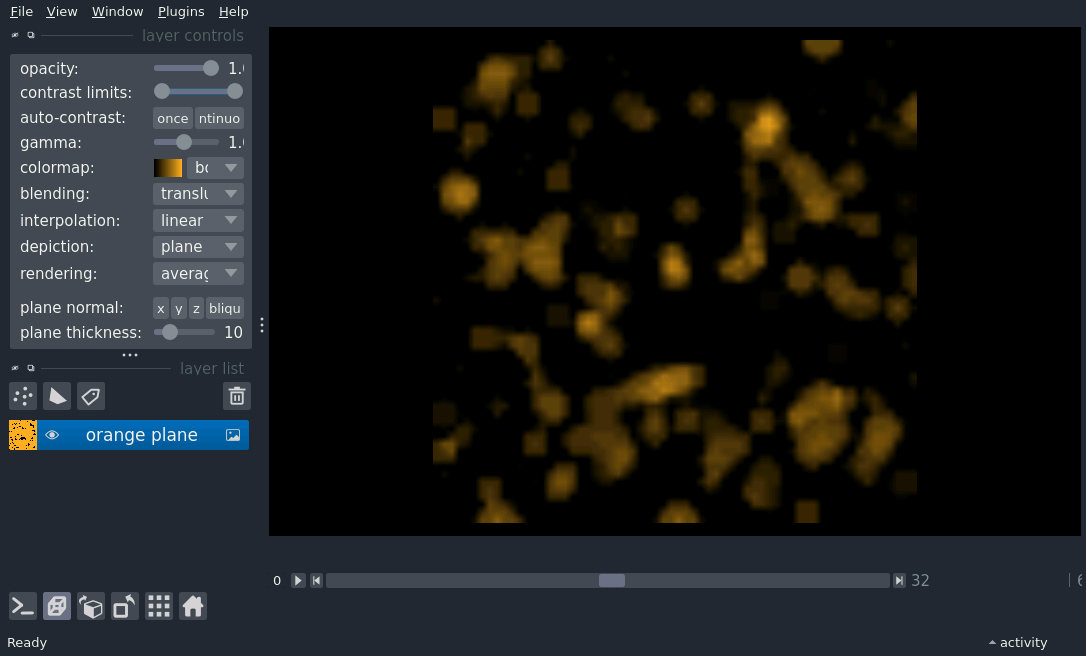 File View Window Plugins Help
layer controls
opacity: 1.
contrast limits:
auto-contrast: once ntinuo
gamma: 1.
colormap: bo
blending: translu
interpolation: linear
depiction: plane
rendering: averag
plane normal: x y z bliqu
plane thickness: 10
layer list
orange plane
0 32
Ready activity